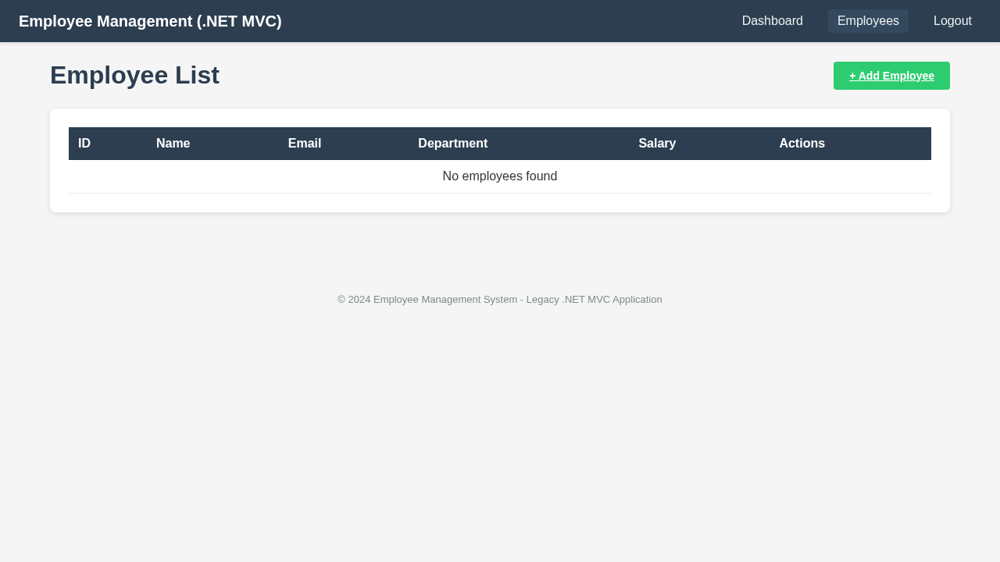 Employee Management (.NET MVC)
Dashboard
Employees
Logout
Employee List
+ Add Employee
ID Name Email Department Salary Actions
No employees found
© 2024 Employee Management System - Legacy .NET MVC Application